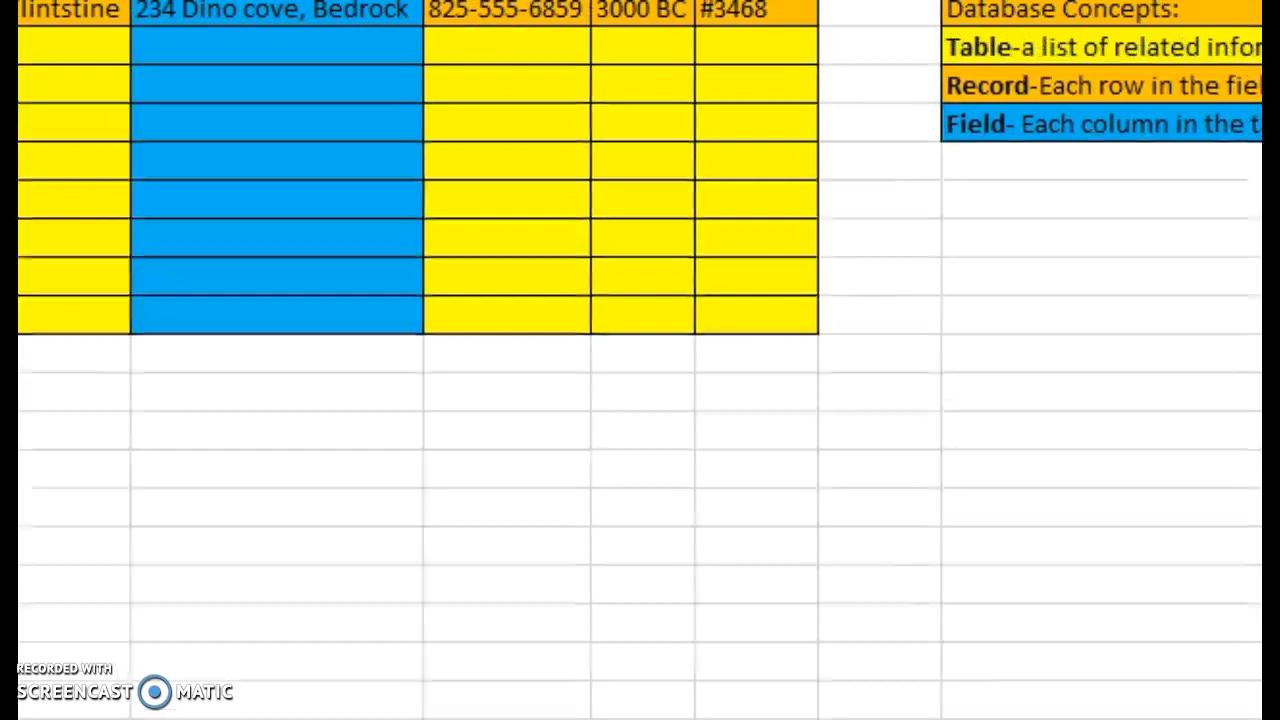 lintstine 234 Dino cove, Bedrock 825-555-6859 3000 BC #3468
Database Concepts:
Table-a list of related infor
Record-Each row in the fiel
Field- Each column in the t
RECORDED WITH
SCREENCAST MATIC